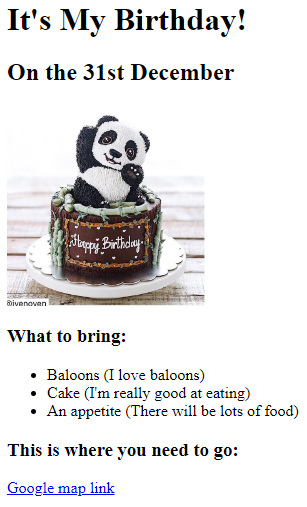 It's My Birthday!
On the 31st December
Happy Birthday
@ivenoven
What to bring:
Baloons (I love baloons)
Cake (I'm really good at eating)
An appetite (There will be lots of food)
This is where you need to go:
Google map link